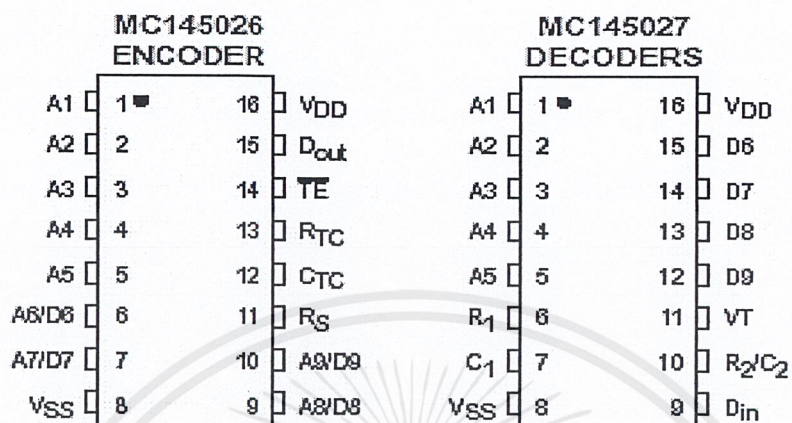 MC145026
ENCODER
A1 1 16 VDD
A2 2 15 Dout
A3 3 14 TE
A4 4 13 RTC
A5 5 12 CTC
A6/D6 6 11 RS
A7/D7 7 10 A9/D9
VSS 8 9 A8/D8
MC145027
DECODERS
A1 1 16 VDD
A2 2 15 D6
A3 3 14 D7
A4 4 13 D8
A5 5 12 D9
R1 6 11 VT
C1 7 10 R2/C2
VSS 8 9 Din